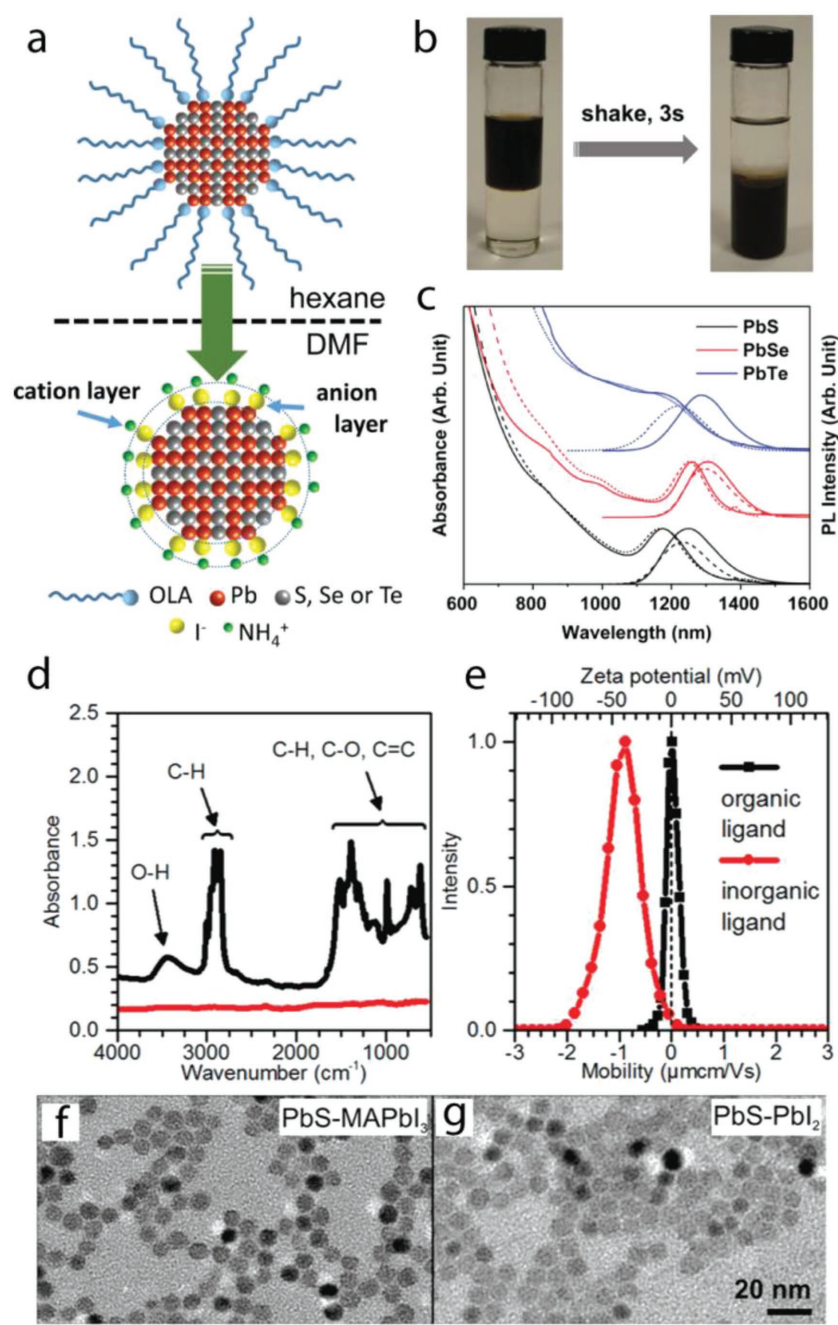 a
hexane
DMF
cation layer
anion
layer
OLA Pb S, Se or Te
I⁻ NH₄⁺
b
shake, 3s
c
PbS
PbSe
PbTe
Absorbance (Arb. Unit)
PL Intensity (Arb. Unit)
600 800 1000 1200 1400 1600
Wavelength (nm)
d
2.5
2.0
1.5
1.0
0.5
0.0
Absorbance
O-H
C-H
C-H, C-O, C=C
4000 3000 2000 1000
Wavenumber (cm⁻¹)
e
Zeta potential (mV)
-100 -50 0 50 100
1.0
0.5
0.0
Intensity
organic
ligand
inorganic
ligand
-3 -2 -1 0 1 2 3
Mobility (µmcm/Vs)
f
PbS-MAPbI₃
g
PbS-PbI₂
20 nm